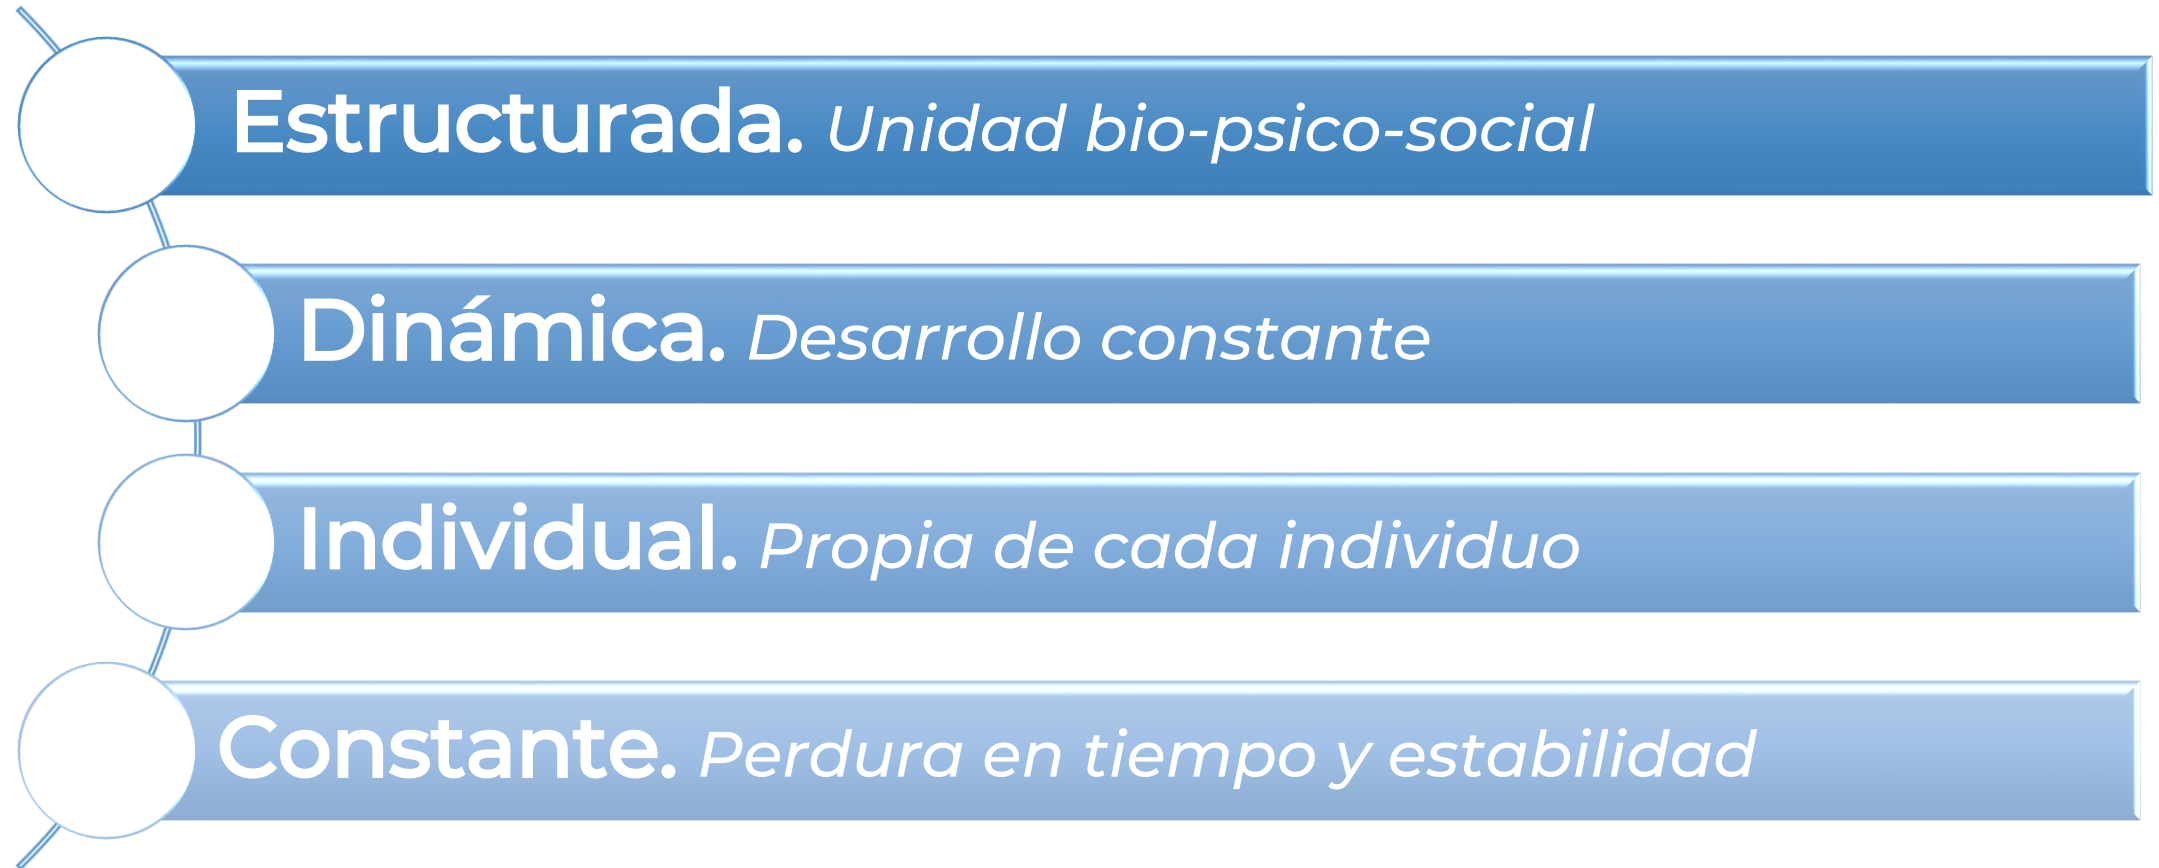 Estructurada. Unidad bio-psico-social
Dinámica. Desarrollo constante
Individual. Propia de cada individuo
Constante. Perdura en tiempo y estabilidad